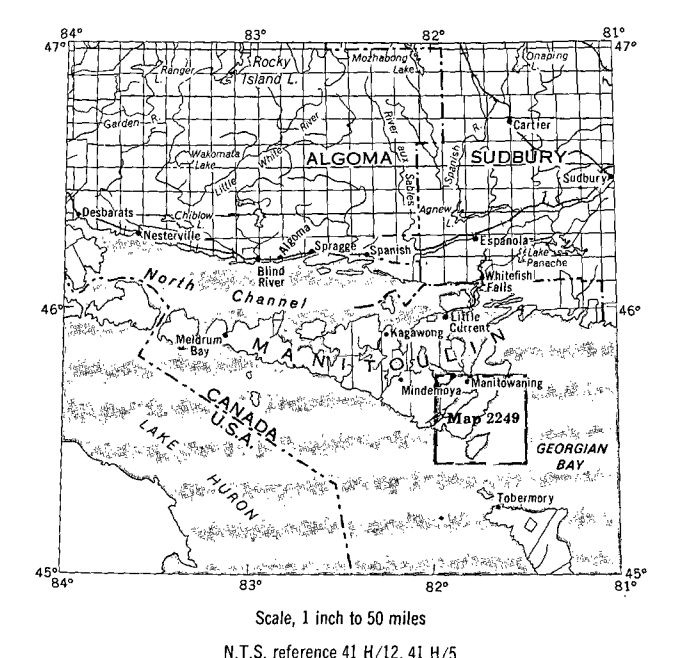 84° 83° 82° 81°
47° 47°
Ranger L.
Rocky Island L.
Mozhabong Lake
Onaping L.
Garden R.
River
White
Little
Wakomata Lake
ALGOMA
River aux Sables
Spanish R.
Cartier
SUDBURY
Sudbury
Desbarats
Chiblow L.
Nesterville
Algoma
Blind River
Spragge
Spanish
Agnew L.
Espanola
Lake Panache
Whitefish Falls
North Channel
46° 46°
Little Current
Kagawong
Meldrum Bay
MANITOULIN
Mindemoya
Manitowaning
Map 2249
CANADA
U.S.A.
LAKE HURON
GEORGIAN BAY
Tobermory
45° 45°
84° 83° 82° 81°
Scale, 1 inch to 50 miles
N.T.S. reference 41 H/12, 41 H/5